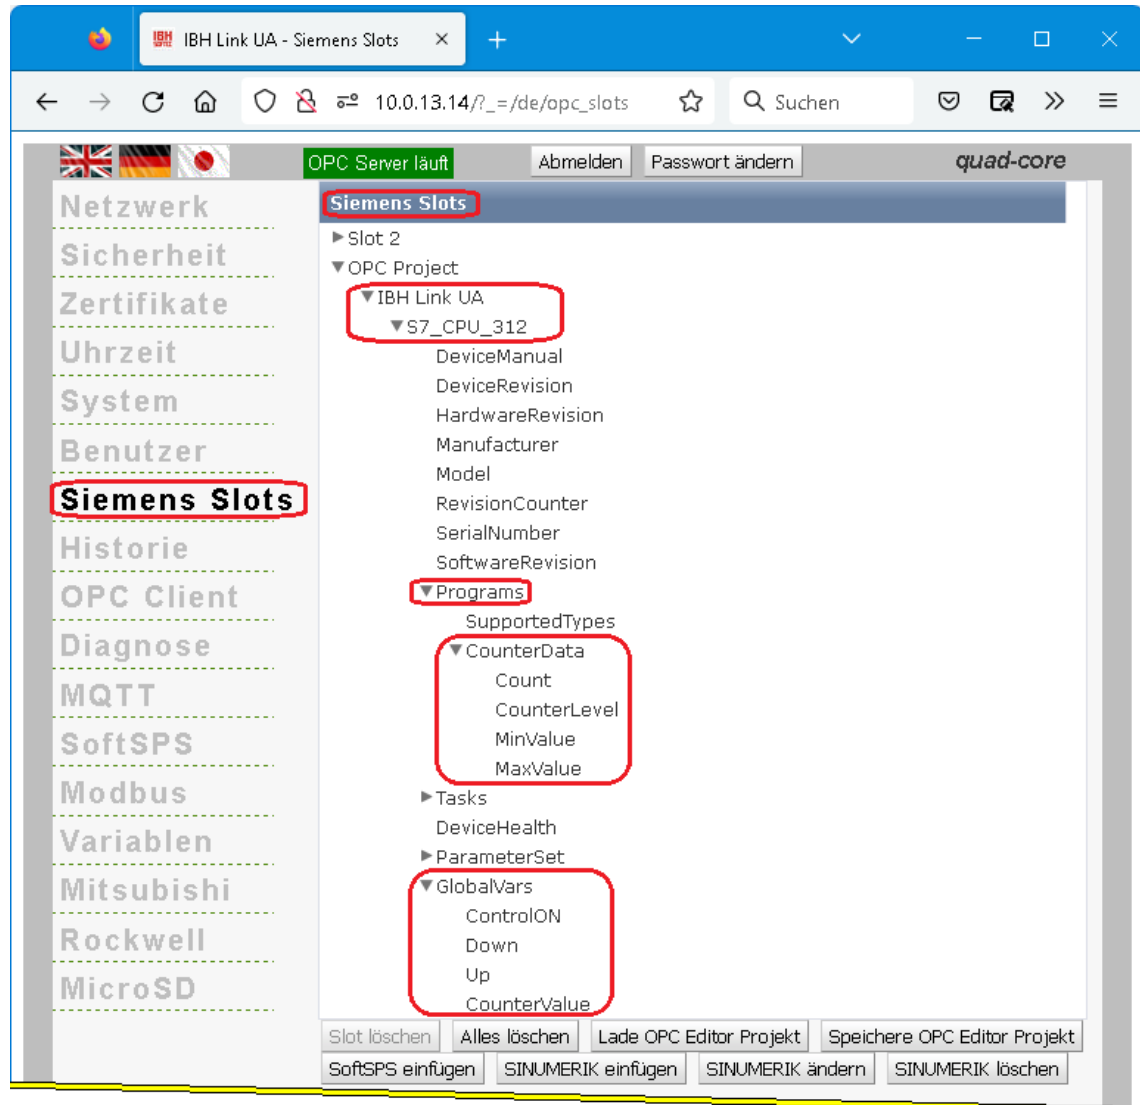 IBH Link UA - Siemens Slots
10.0.13.14/?_=/de/opc_slots
Suchen
OPC Server läuft
Abmelden
Passwort ändern
quad-core
Netzwerk
Sicherheit
Zertifikate
Uhrzeit
System
Benutzer
Siemens Slots
Historie
OPC Client
Diagnose
MQTT
SoftSPS
Modbus
Variablen
Mitsubishi
Rockwell
MicroSD
Siemens Slots
Slot 2
OPC Project
IBH Link UA
S7_CPU_312
DeviceManual
DeviceRevision
HardwareRevision
Manufacturer
Model
RevisionCounter
SerialNumber
SoftwareRevision
Programs
SupportedTypes
CounterData
Count
CounterLevel
MinValue
MaxValue
Tasks
DeviceHealth
ParameterSet
GlobalVars
ControlON
Down
Up
CounterValue
Slot löschen
Alles löschen
Lade OPC Editor Projekt
Speichere OPC Editor Projekt
SoftSPS einfügen
SINUMERIK einfügen
SINUMERIK ändern
SINUMERIK löschen